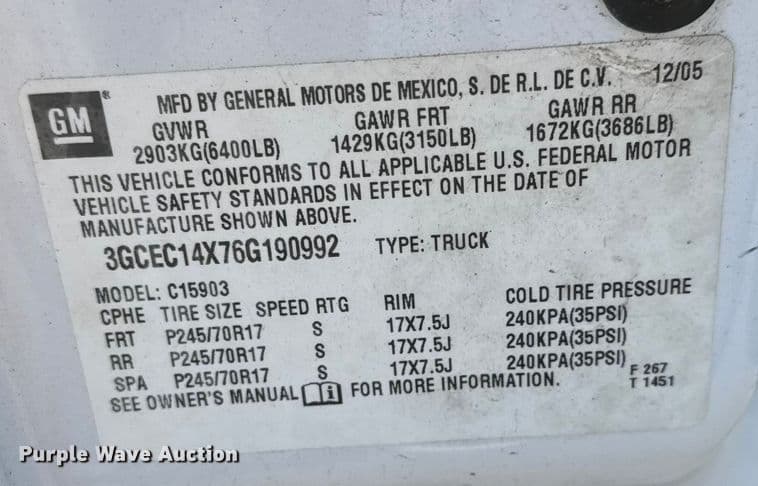 GM ® MFD BY GENERAL MOTORS DE MEXICO, S. DE R.L. DE C.V. 12/05
GVWR GAWR FRT GAWR RR
2903KG(6400LB) 1429KG(3150LB) 1672KG(3686LB)
THIS VEHICLE CONFORMS TO ALL APPLICABLE U.S. FEDERAL MOTOR
VEHICLE SAFETY STANDARDS IN EFFECT ON THE DATE OF
MANUFACTURE SHOWN ABOVE.
3GCEC14X76G190992 TYPE: TRUCK
MODEL: C15903
CPHE TIRE SIZE SPEED RTG RIM COLD TIRE PRESSURE
FRT P245/70R17 S 17X7.5J 240KPA(35PSI)
RR P245/70R17 S 17X7.5J 240KPA(35PSI)
SPA P245/70R17 S 17X7.5J 240KPA(35PSI)
SEE OWNER'S MANUAL i FOR MORE INFORMATION.
F 267
T 1451
Purple Wave Auction